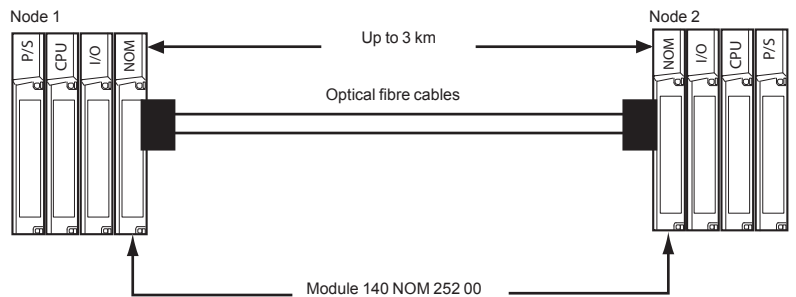 Node 1
Node 2
P/S
CPU
I/O
NOM
Up to 3 km
NOM
I/O
CPU
P/S
Optical fibre cables
Module 140 NOM 252 00